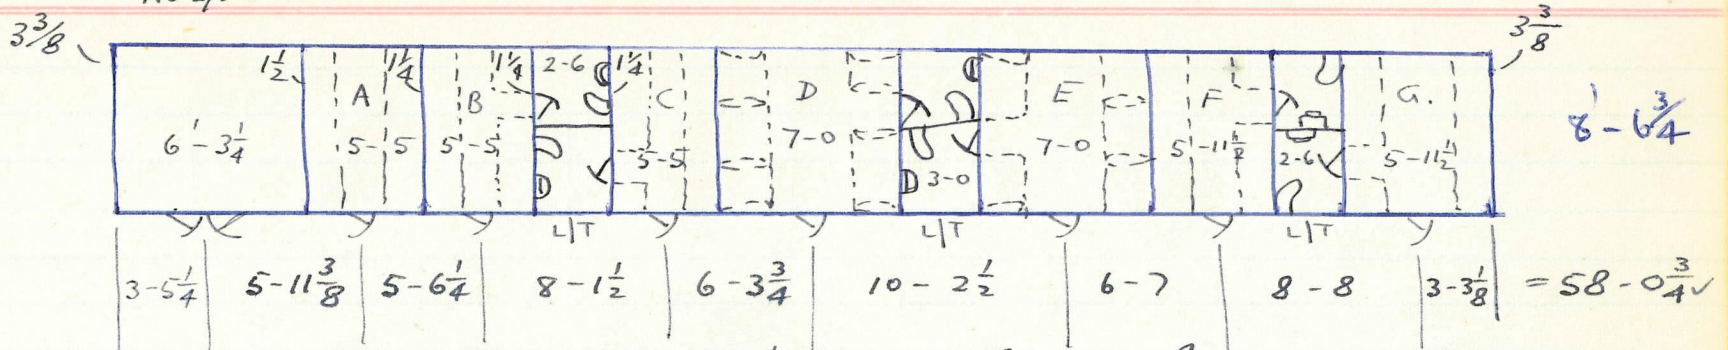 3 3/8
3 3/8
1 1/2
1 1/4
1 1/4
2-6
1 1/4
A
B
C
D
E
F
G.
6'-3 1/4
5-'5
5'-5
5-5
7-0
7-0
5'-11 1/2
2-6
5-11 1/2
8'-6 3/4
3-0
L/T
L/T
L/T
3-5 1/4 5-11 3/8 5-6 1/4 8-1 1/2 6-3 3/4 10-2 1/2 6-7 8-8 3-3 1/8 = 58-0 3/4 ✓